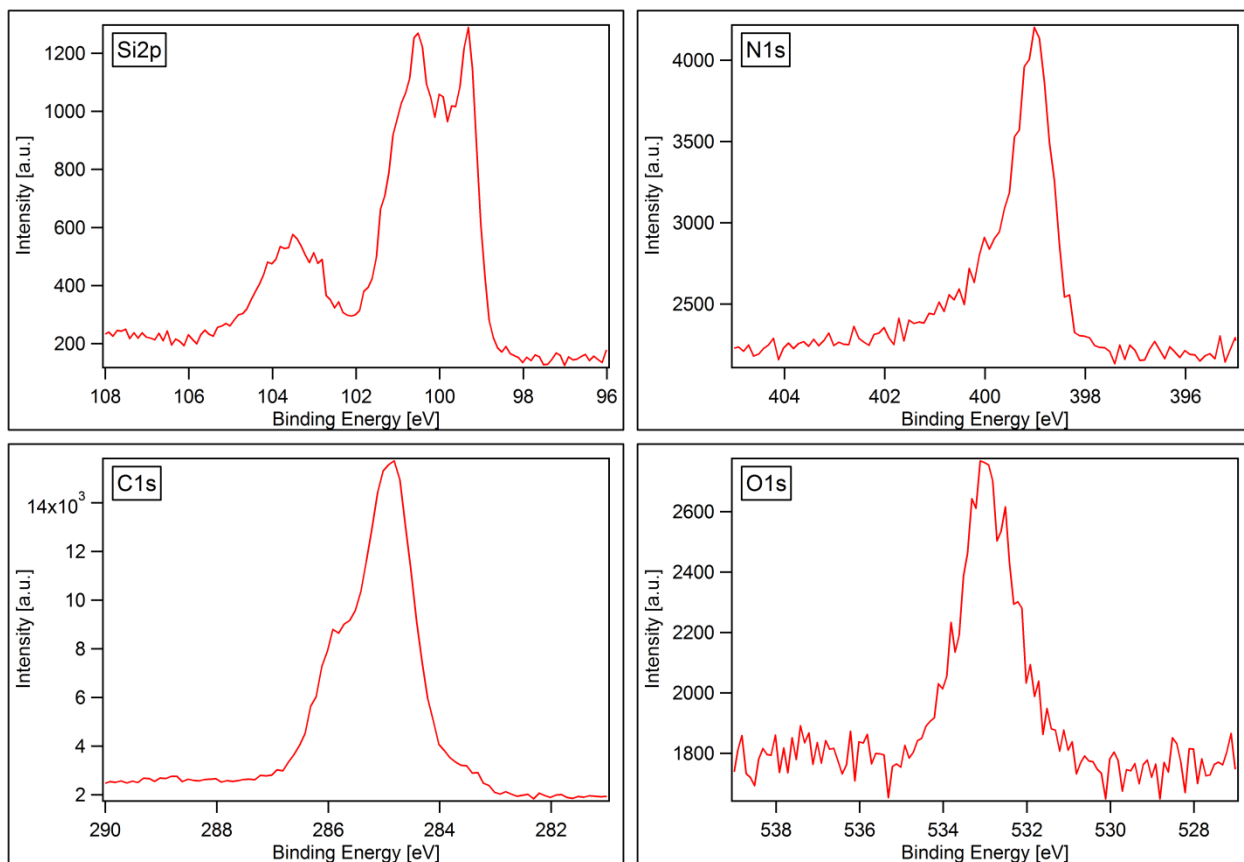 Si2p
Intensity [a.u.]
1200
1000
800
600
400
200
108 106 104 102 100 98 96
Binding Energy [eV]
N1s
Intensity [a.u.]
4000
3500
3000
2500
404 402 400 398 396
Binding Energy [eV]
C1s
Intensity [a.u.]
14x10³
12
10
8
6
4
2
290 288 286 284 282
Binding Energy [eV]
O1s
Intensity [a.u.]
2600
2400
2200
2000
1800
538 536 534 532 530 528
Binding Energy [eV]